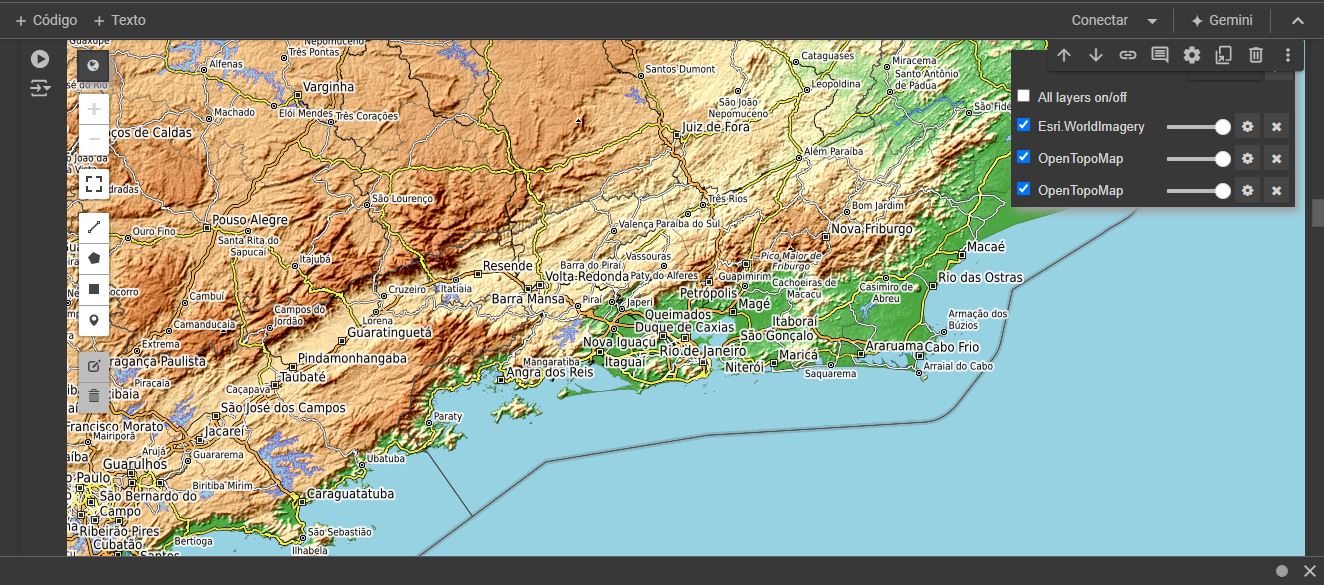 + Código + Texto
Conectar
Gemini
All layers on/off
Esri.WorldImagery
OpenTopoMap
OpenTopoMap
Alfenas
Nepomuceno
Três Pontas
Varginha
Elói Mendes
Três Corações
Machado
ços de Caldas
São João da
Ouro Fino
Pouso Alegre
Santa Rita do
Sapucaí
Itajubá
São Lourenço
Cambuí
Camanducaia
Extrema
Bragança Paulista
Piracaia
Campos do
Jordão
Cruzeiro
Lorena
Guaratinguetá
Pindamonhangaba
Taubaté
Caçapava
São José dos Campos
Jacareí
Francisco Morato
Mairiporã
Arujá
Guararema
Guarulhos
Biritiba Mirim
São Bernardo do
Campo
Ribeirão Pires
Cubatão
Santos
Bertioga
Caraguatatuba
São Sebastião
Ilhabela
Ubatuba
Paraty
Resende
Itatiaia
Barra Mansa
Volta Redonda
Barra do Piraí
Piraí
Valença
Paraíba do Sul
Vassouras
Paty do Alferes
Três Rios
Santos Dumont
Juiz de Fora
São João
Nepomuceno
Cataguases
Leopoldina
Miracema
Santo Antônio
de Pádua
São Fidé
Além Paraíba
Bom Jardim
Nova Friburgo
Pico Maior de
Friburgo
Cachoeiras de
Macacu
Guapimirim
Petrópolis
Magé
Japeri
Queimados
Duque de Caxias
Nova Iguaçu
Itaguaí
Rio de Janeiro
São Gonçalo
Itaboraí
Niterói
Maricá
Saquarema
Mangaratiba
Angra dos Reis
Macaé
Rio das Ostras
Casimiro de
Abreu
Armação dos
Búzios
Araruama
Cabo Frio
Arraial do Cabo